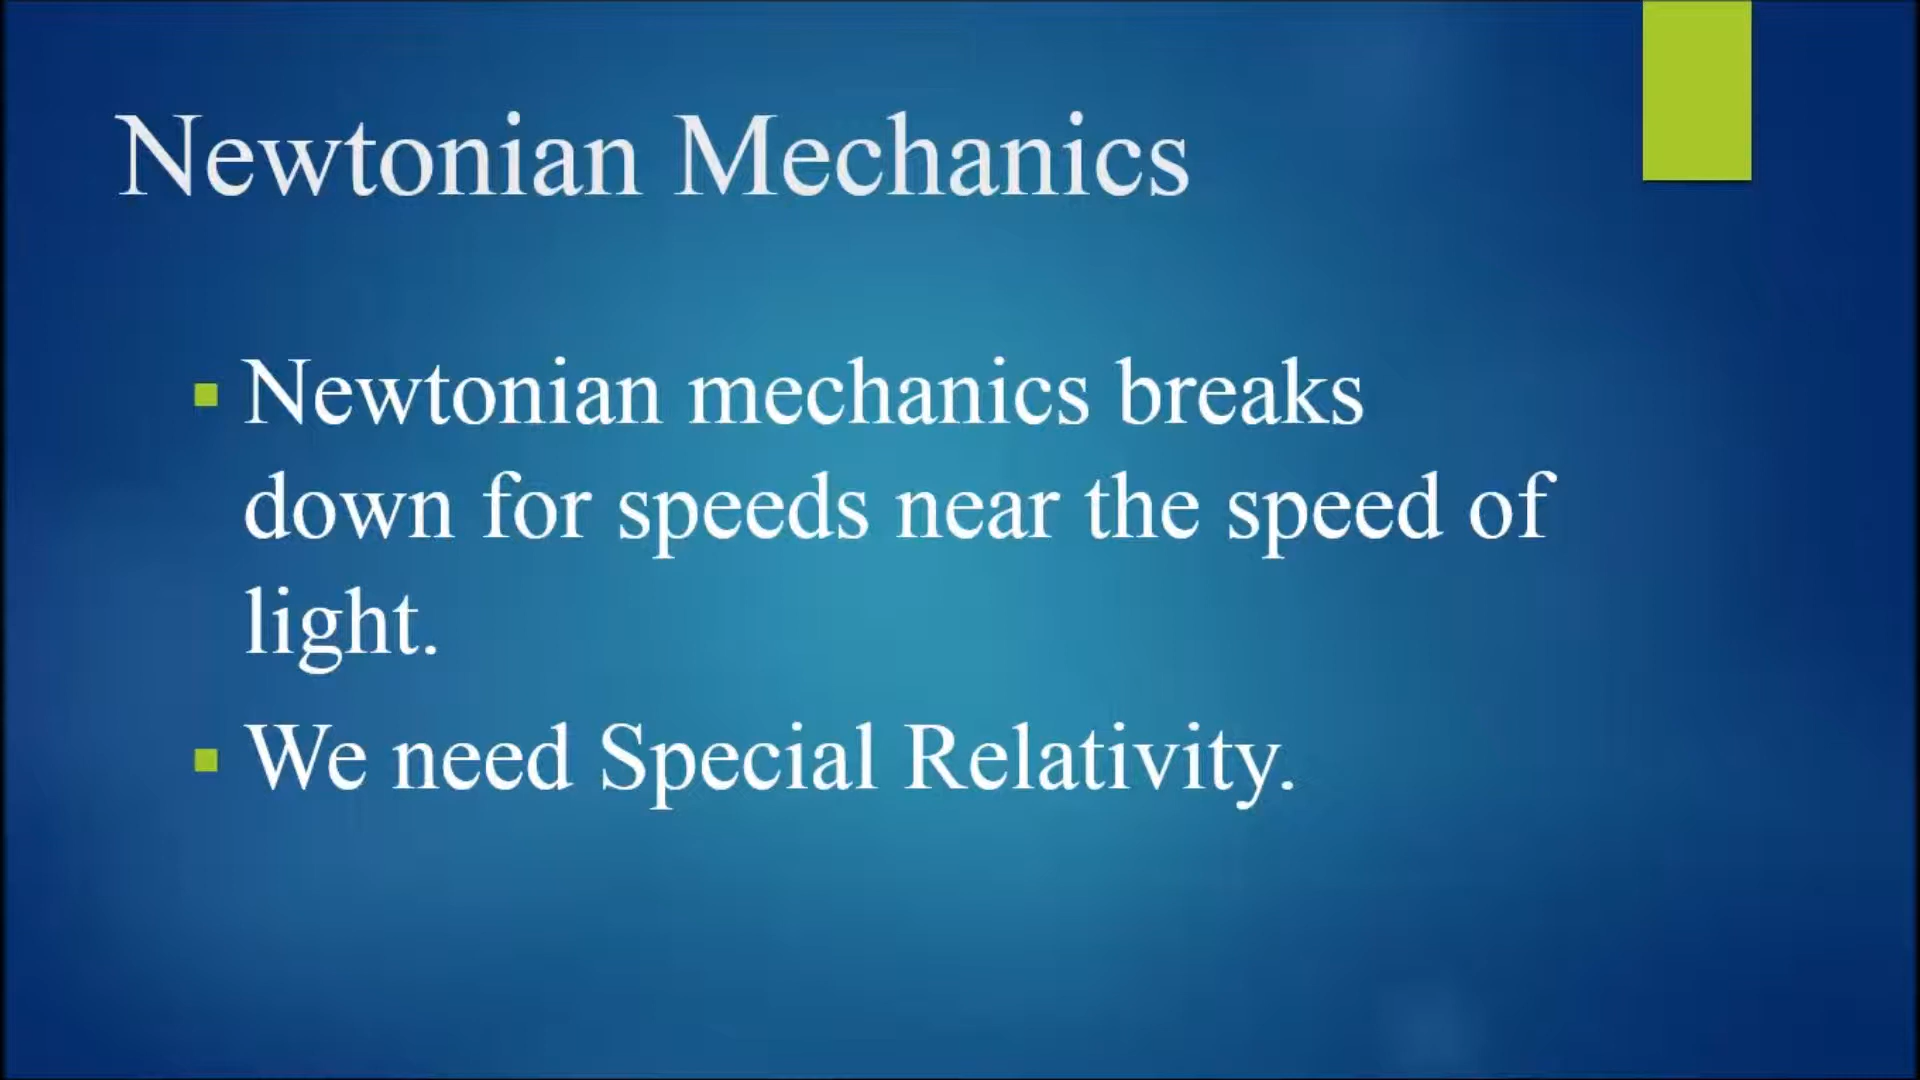 Newtonian Mechanics
Newtonian mechanics breaks
down for speeds near the speed of
light.
We need Special Relativity.